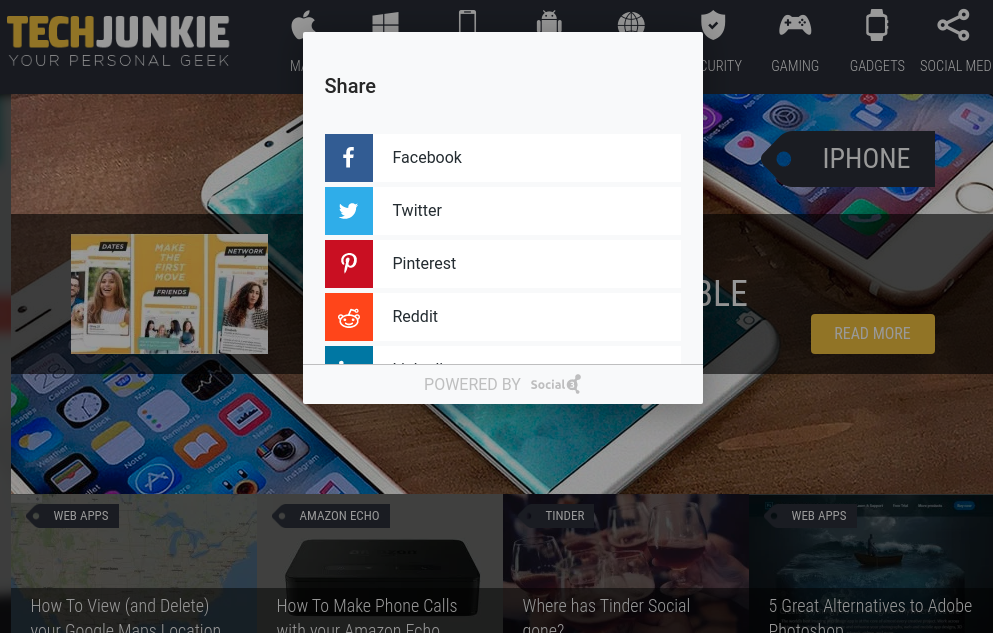 TECHJUNKIE
YOUR PERSONAL GEEK
GAMING
GADGETS
SOCIAL MED
Share
Facebook
Twitter
Pinterest
Reddit
POWERED BY Social
IPHONE
DATES
MAKE
THE
FIRST
MOVE
NETWORK
FRIENDS
BLE
READ MORE
WEB APPS
AMAZON ECHO
TINDER
WEB APPS
How To View (and Delete)
your Google Maps Location
How To Make Phone Calls
with your Amazon Echo
Where has Tinder Social
gone?
5 Great Alternatives to Adobe
Photoshop